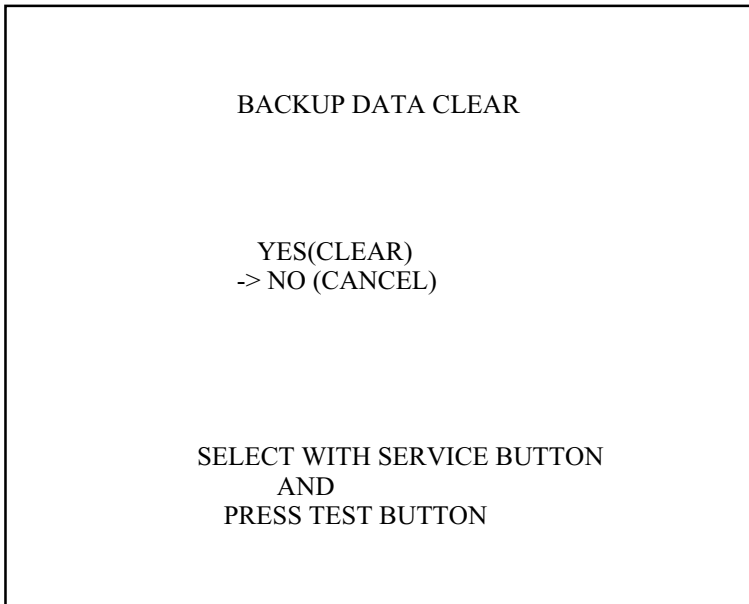 BACKUP DATA CLEAR
YES(CLEAR)
-> NO (CANCEL)
SELECT WITH SERVICE BUTTON
AND
PRESS TEST BUTTON